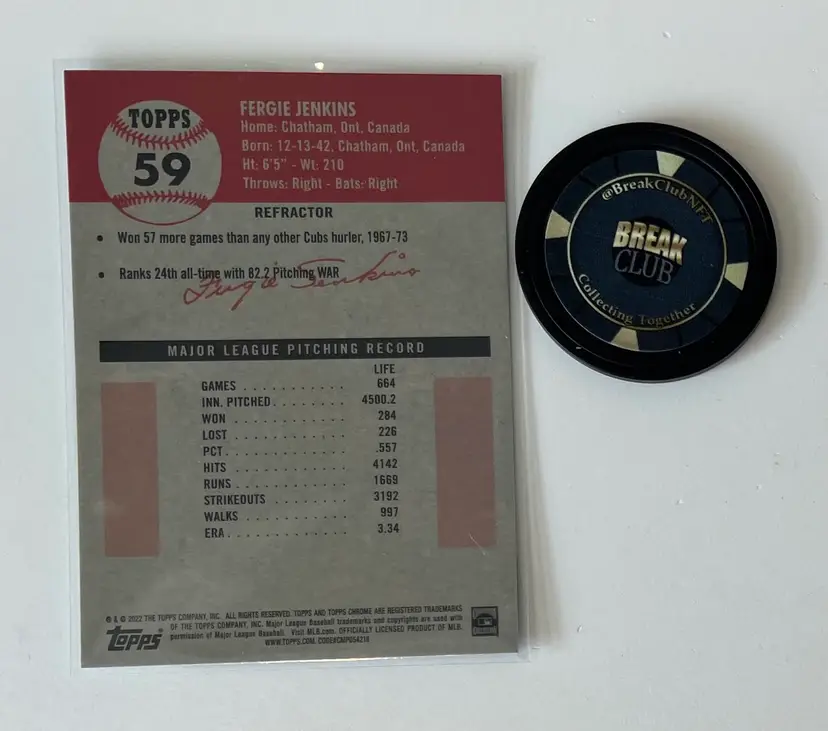 TOPPS
59
FERGIE JENKINS
Home: Chatham, Ont, Canada
Born: 12-13-42, Chatham, Ont, Canada
Ht: 6'5" - Wt: 210
Throws: Right - Bats: Right
REFRACTOR
• Won 57 more games than any other Cubs hurler, 1967-73
• Ranks 24th all-time with 82.2 Pitching WAR
Fergie Jenkins
MAJOR LEAGUE PITCHING RECORD
LIFE
GAMES . . . . . . . . . . . 664
INN. PITCHED. . . . . . . . 4500.2
WON . . . . . . . . . . . . 284
LOST . . . . . . . . . . . . 226
PCT. . . . . . . . . . . . . .557
HITS . . . . . . . . . . . . 4142
RUNS . . . . . . . . . . . . 1669
STRIKEOUTS . . . . . . . . 3192
WALKS . . . . . . . . . . . 997
ERA. . . . . . . . . . . . . 3.34
® & © 2022 THE TOPPS COMPANY, INC. ALL RIGHTS RESERVED. TOPPS AND TOPPS CHROME ARE REGISTERED TRADEMARKS
OF THE TOPPS COMPANY, INC. Major League Baseball trademarks and copyrights are used with
permission of Major League Baseball. Visit MLB.com. OFFICIALLY LICENSED PRODUCT OF MLB.
WWW.TOPPS.COM. CODE#CMP054218
topps
@BreakClubNFT
BREAK
CLUB
Collecting Together